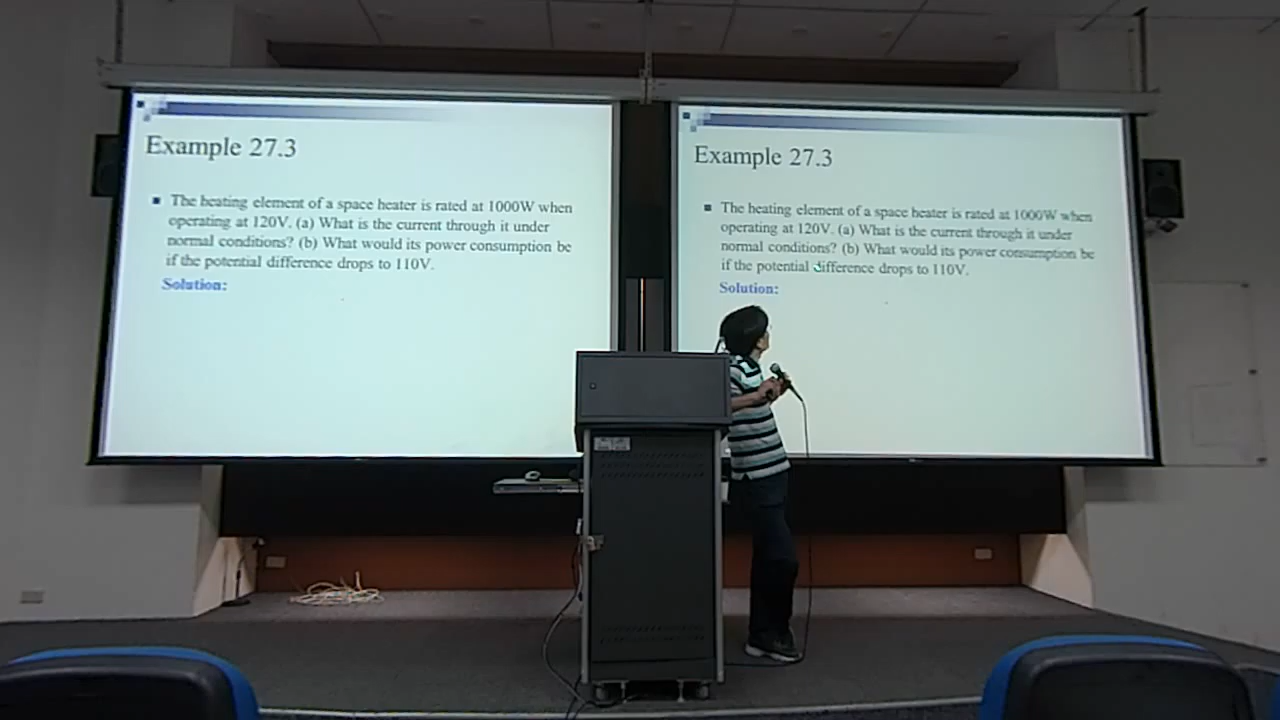 Example 27.3
The heating element of a space heater is rated at 1000W when
operating at 120V. (a) What is the current through it under
normal conditions? (b) What would its power consumption be
if the potential difference drops to 110V.
Solution:
Example 27.3
The heating element of a space heater is rated at 1000W when
operating at 120V. (a) What is the current through it under
normal conditions? (b) What would its power consumption be
if the potential difference drops to 110V.
Solution: